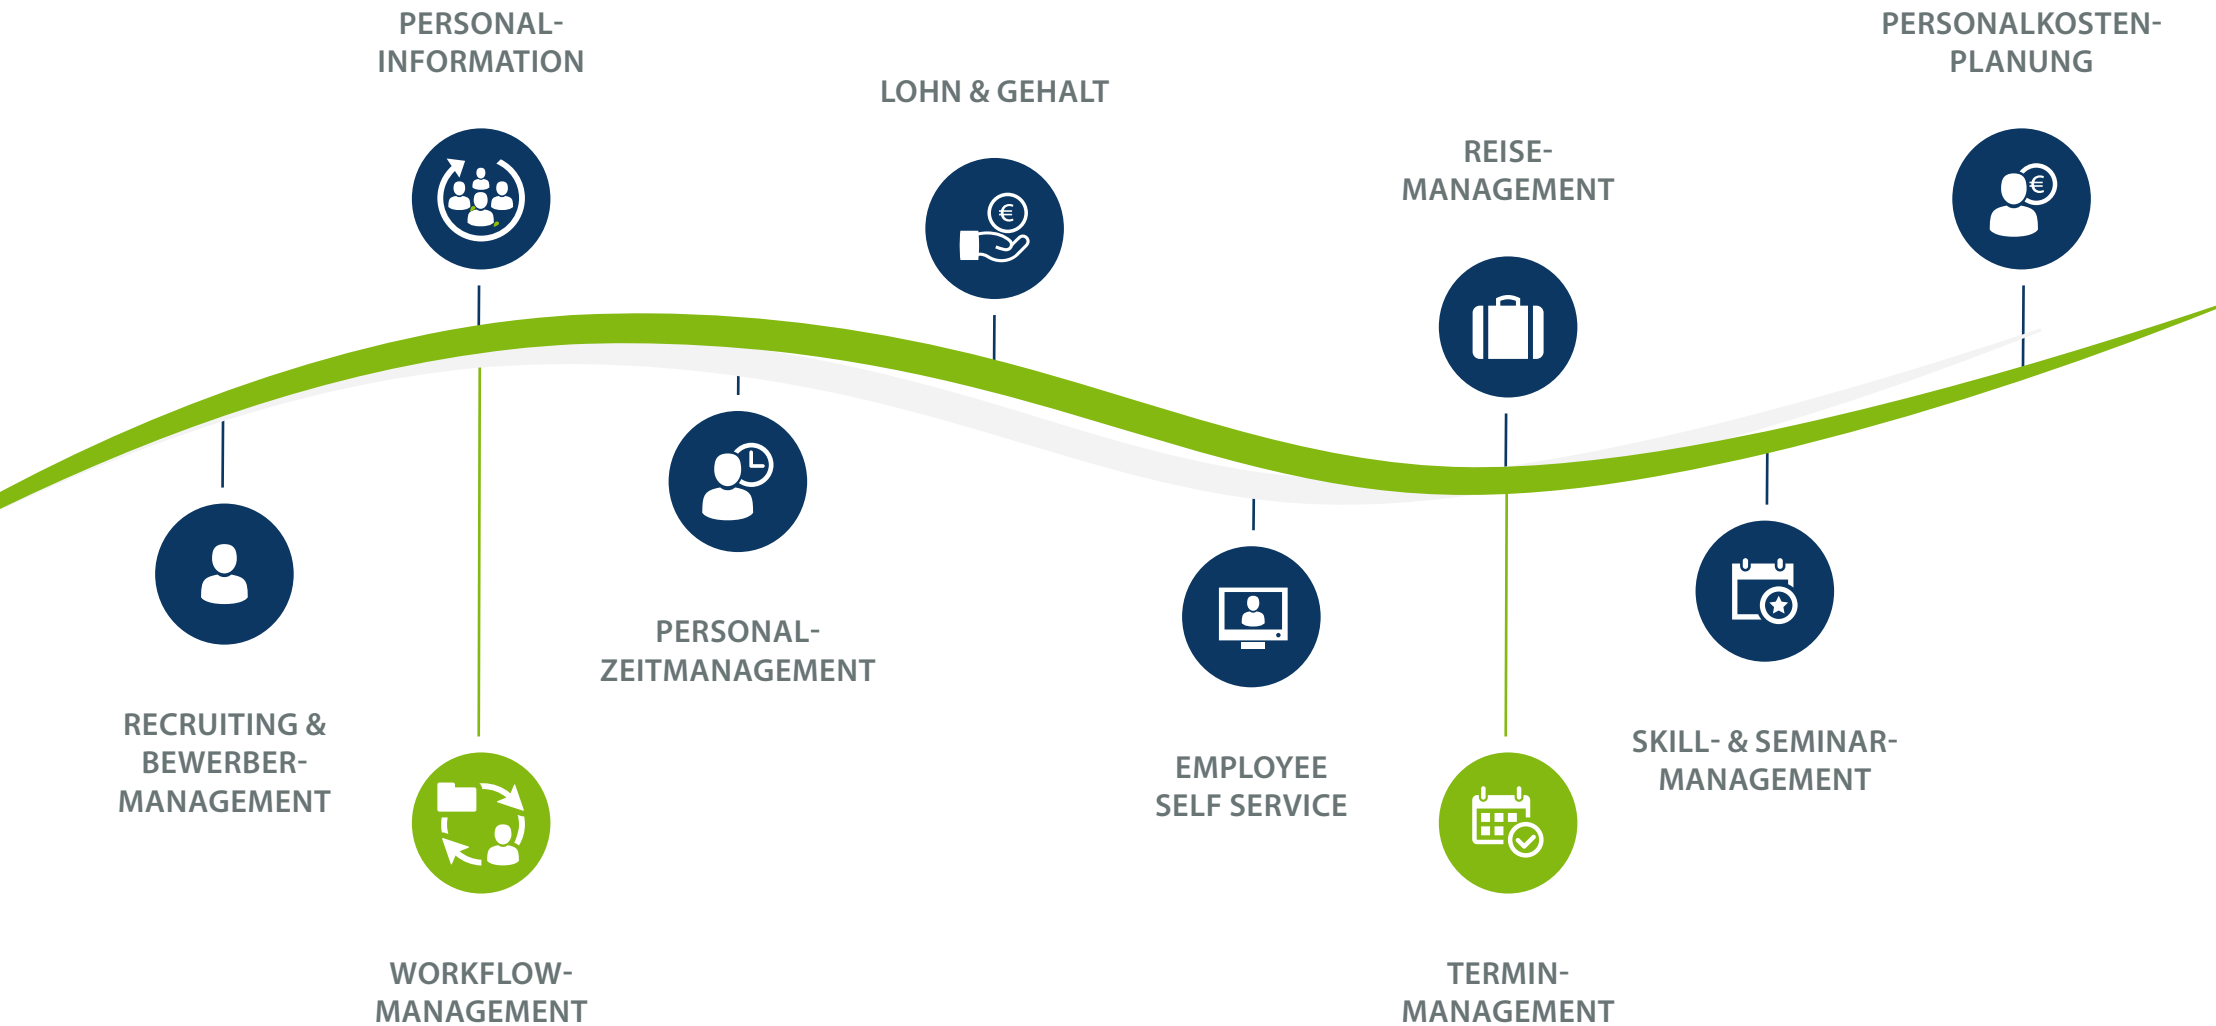 PERSONAL-
INFORMATION
PERSONALKOSTEN-
PLANUNG
LOHN & GEHALT
REISE-
MANAGEMENT
€
€
PERSONAL-
ZEITMANAGEMENT
RECRUITING &
BEWERBER-
MANAGEMENT
EMPLOYEE
SELF SERVICE
SKILL- & SEMINAR-
MANAGEMENT
WORKFLOW-
MANAGEMENT
TERMIN-
MANAGEMENT